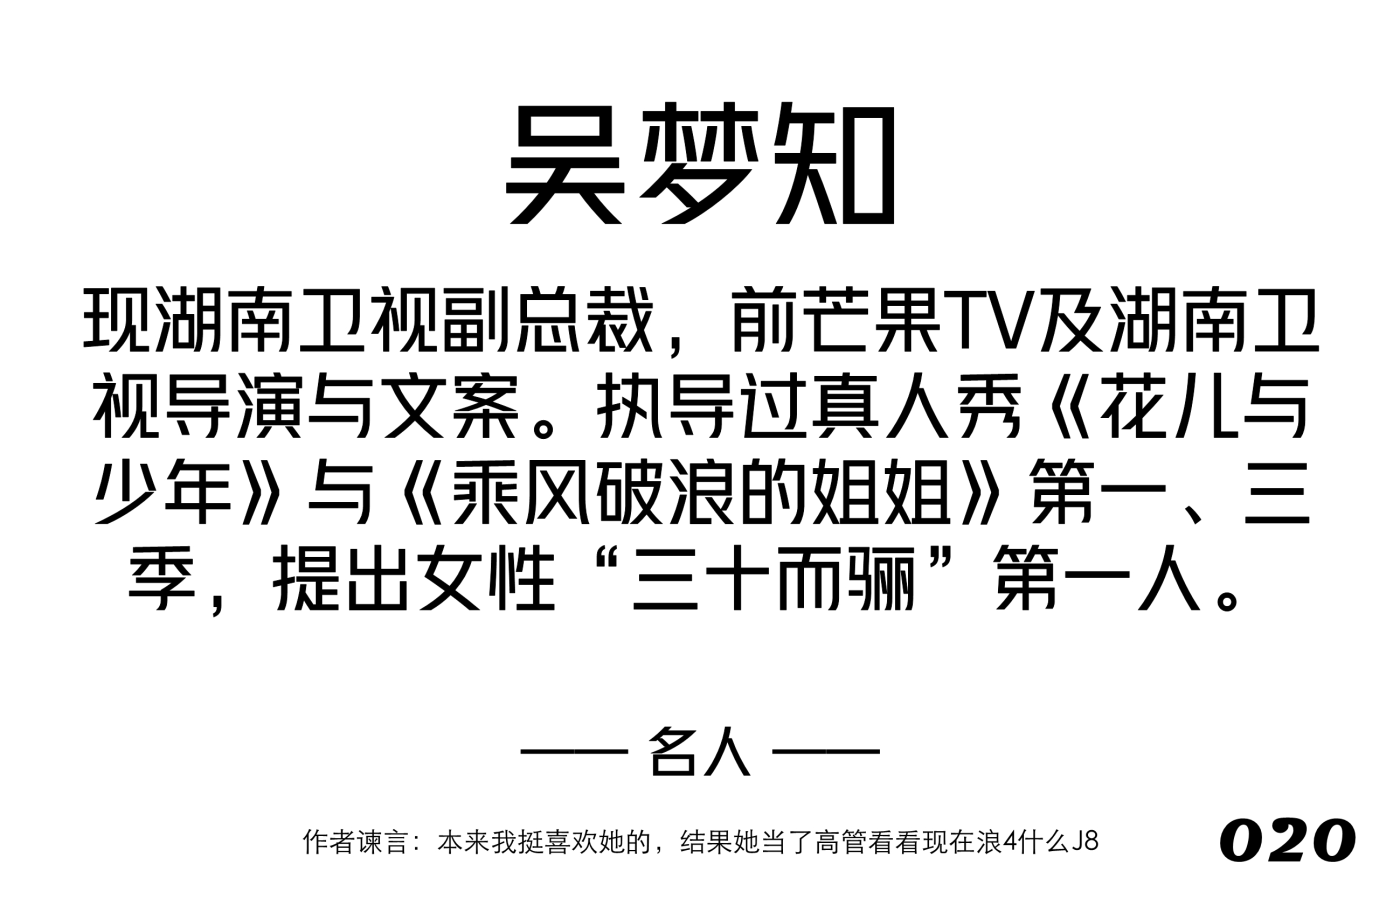 吴梦知
现湖南卫视副总裁，前芒果TV及湖南卫
视导演与文案。执导过真人秀《花儿与
少年》与《乘风破浪的姐姐》第一、三
季，提出女性“三十而骊”第一人。
—— 名人 ——
作者谏言：本来我挺喜欢她的，结果她当了高管看看现在浪4什么J8
020